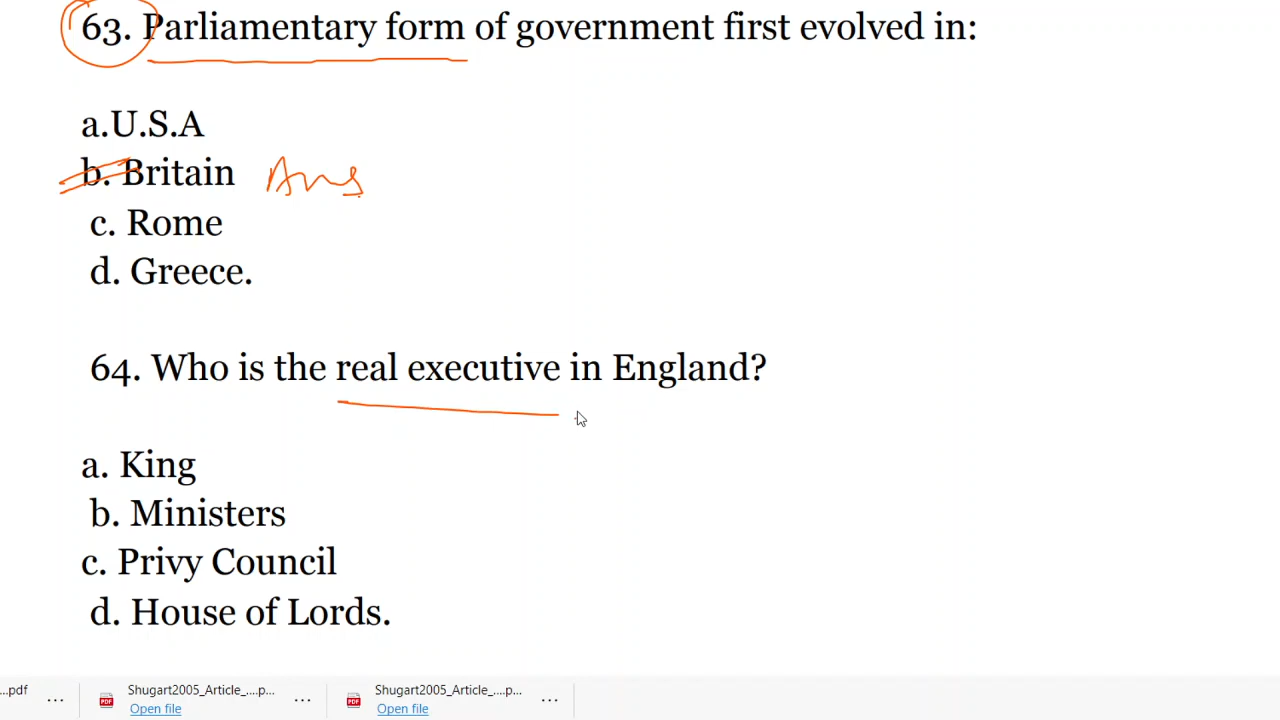 63. Parliamentary form of government first evolved in:
a.U.S.A
b. Britain Ans
c. Rome
d. Greece.
64. Who is the real executive in England?
a. King
b. Ministers
c. Privy Council
d. House of Lords.
...pdf ... Shugart2005_Article_....p... ... Shugart2005_Article_....p... ...
Open file Open file